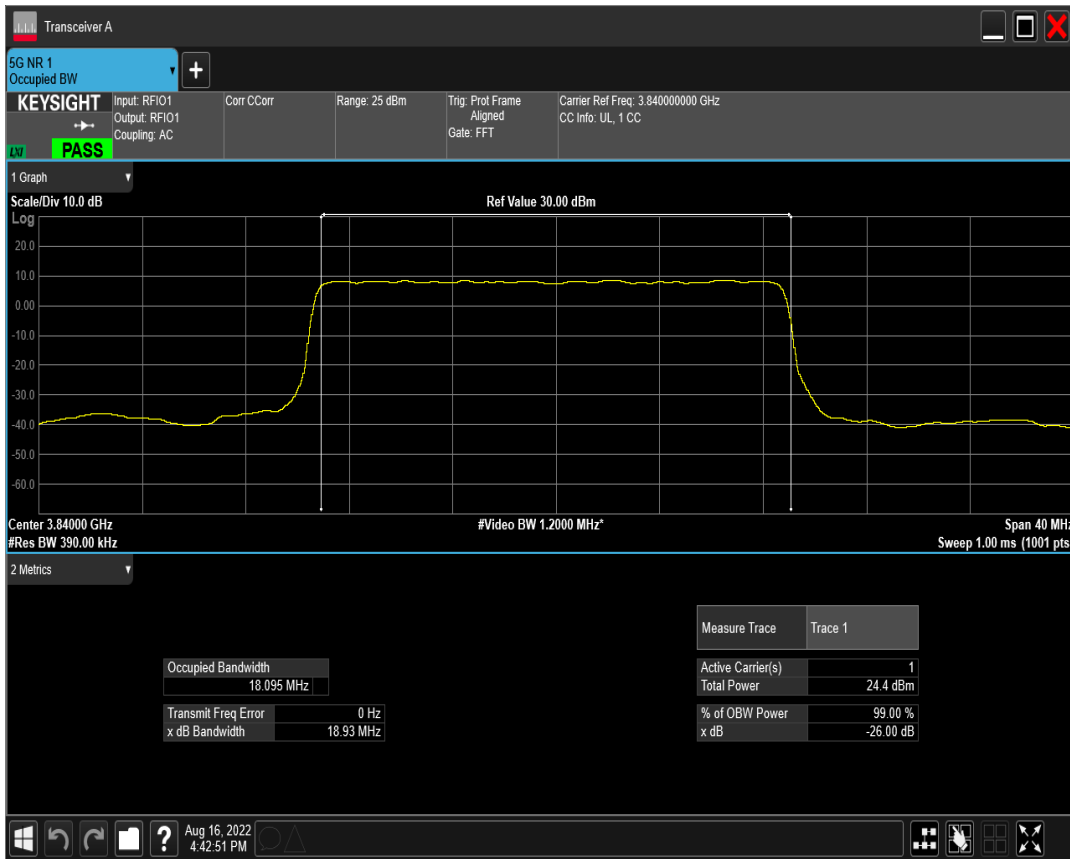 Transceiver A
5G NR 1
Occupied BW
KEYSIGHT
LXI
PASS
Input: RFIO1
Output: RFIO1
Coupling: AC
Corr CCorr
Range: 25 dBm
Trig: Prot Frame
Aligned
Gate: FFT
Carrier Ref Freq: 3.840000000 GHz
CC Info: UL, 1 CC
1 Graph
Scale/Div 10.0 dB
Ref Value 30.00 dBm
Log
20.0
10.0
0.00
-10.0
-20.0
-30.0
-40.0
-50.0
-60.0
Center 3.84000 GHz
#Video BW 1.2000 MHz*
Span 40 MHz
#Res BW 390.00 kHz
Sweep 1.00 ms (1001 pts
2 Metrics
Measure Trace Trace 1
Occupied Bandwidth
18.095 MHz
Active Carrier(s) 1
Total Power 24.4 dBm
Transmit Freq Error 0 Hz
x dB Bandwidth 18.93 MHz
% of OBW Power 99.00 %
x dB -26.00 dB
?
Aug 16, 2022
4:42:51 PM